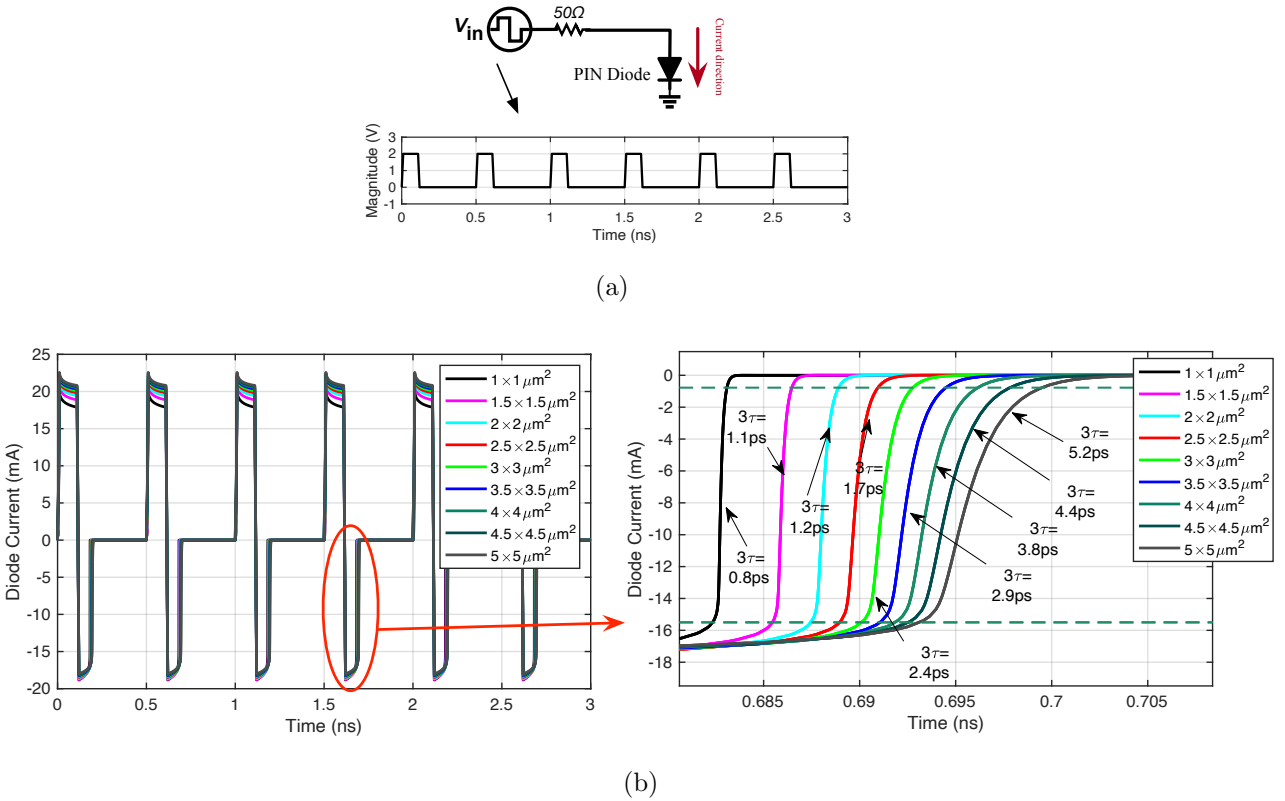 V_in
50Ω
PIN Diode
Current direction
Magnitude (V)
3
2
1
0
-1
0 0.5 1 1.5 2 2.5 3
Time (ns)
(a)
Diode Current (mA)
25
20
15
10
5
0
-5
-10
-15
-20
0 0.5 1 1.5 2 2.5 3
Time (ns)
1×1μm²
1.5×1.5μm²
2×2μm²
2.5×2.5μm²
3×3μm²
3.5×3.5μm²
4×4μm²
4.5×4.5μm²
5×5μm²
Diode Current (mA)
0
-2
-4
-6
-8
-10
-12
-14
-16
-18
0.685 0.69 0.695 0.7 0.705
Time (ns)
3τ=
1.1ps
3τ=
0.8ps
3τ=
1.2ps
3τ=
1.7ps
3τ=
2.4ps
3τ=
2.9ps
3τ=
3.8ps
3τ=
4.4ps
3τ=
5.2ps
1×1μm²
1.5×1.5μm²
2×2μm²
2.5×2.5μm²
3×3μm²
3.5×3.5μm²
4×4μm²
4.5×4.5μm²
5×5μm²
(b)